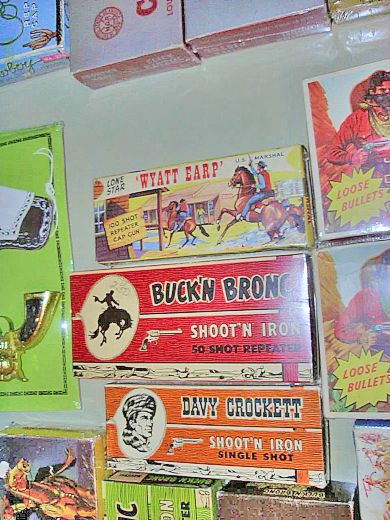 CAP
LONE
STAR
'WYATT EARP'
U.S. MARSHAL
100 SHOT
REPEATER
CAP GUN
LOOSE
BULLETS
BUCK'N BRONC
SHOOT'N IRON
50 SHOT REPEATER
LOOSE
BULLETS
DAVY CROCKETT
SHOOT'N IRON
SINGLE SHOT